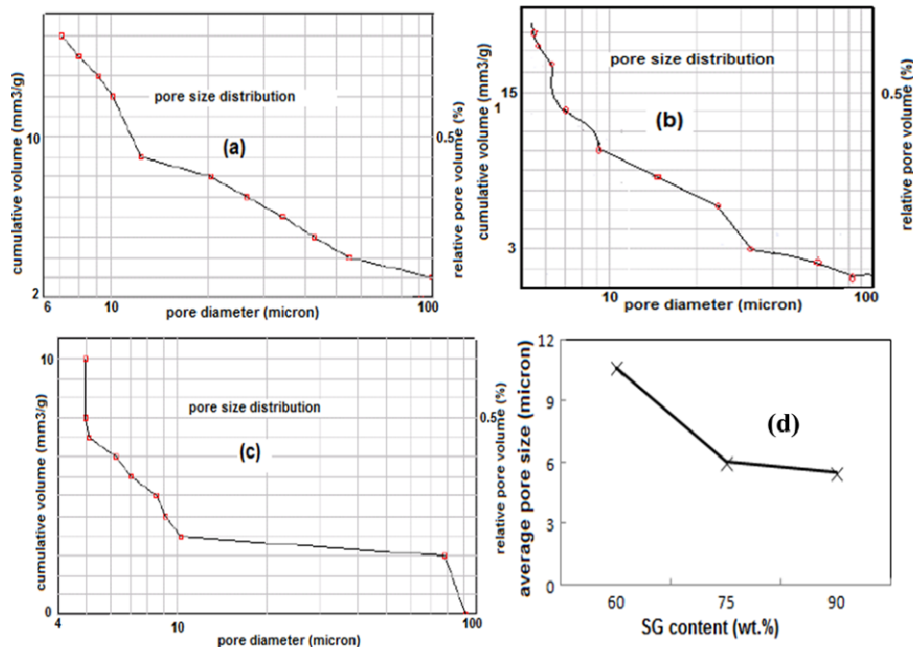 cumulative volume (mm3/g)
10
2
pore size distribution
(a)
0.5
relative pore volume (%)
6
10
100
pore diameter (micron)
cumulative volume (mm3/g)
15
1
3
pore size distribution
(b)
0.5
relative pore volume (%)
10
100
pore diameter (micron)
cumulative volume (mm3/g)
10
0
pore size distribution
(c)
0.5
relative pore volume (%)
4
10
100
pore diameter (micron)
average pore size (micron)
12
9
6
3
0
(d)
60
75
90
SG content (wt.%)